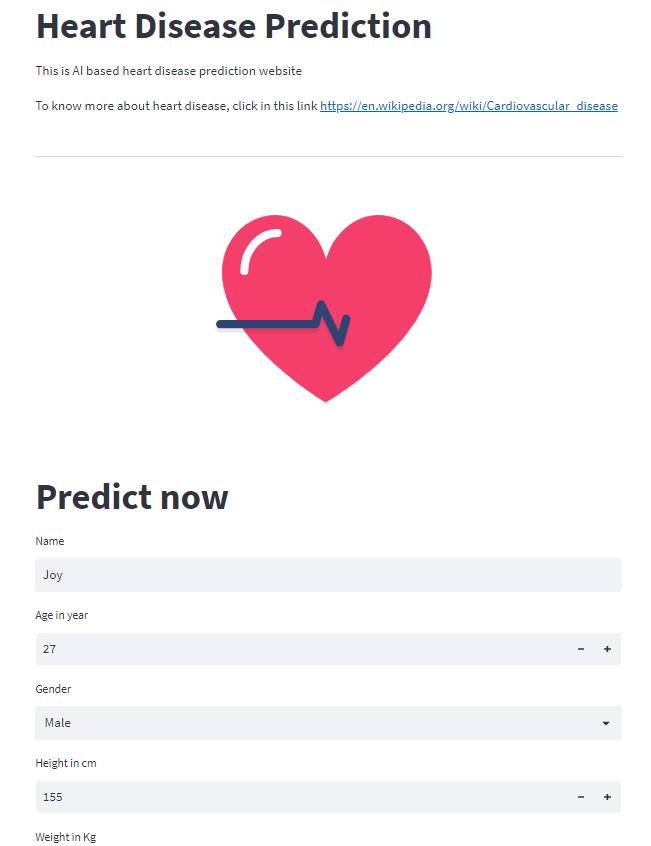 Heart Disease Prediction
This is AI based heart disease prediction website
To know more about heart disease, click in this link https://en.wikipedia.org/wiki/Cardiovascular_disease
Predict now
Name
Joy
Age in year
27
Gender
Male
Height in cm
155
Weight in Kg